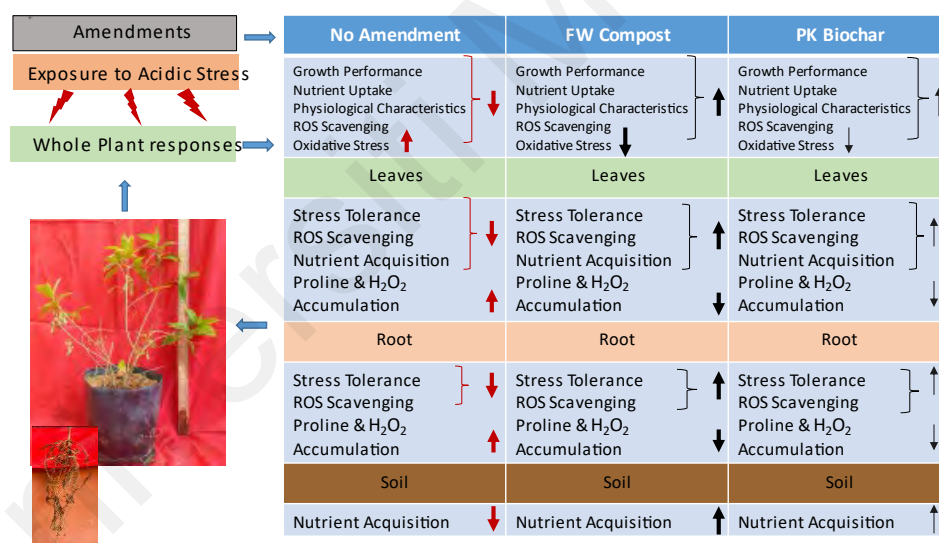 Amendments
Exposure to Acidic Stress
Whole Plant responses
No Amendment
FW Compost
PK Biochar
Growth Performance
Nutrient Uptake
Physiological Characteristics
ROS Scavenging
Oxidative Stress
Growth Performance
Nutrient Uptake
Physiological Characteristics
ROS Scavenging
Oxidative Stress
Growth Performance
Nutrient Uptake
Physiological Characteristics
ROS Scavenging
Oxidative Stress
Leaves
Leaves
Leaves
Stress Tolerance
ROS Scavenging
Nutrient Acquisition
Proline & H₂O₂
Accumulation
Stress Tolerance
ROS Scavenging
Nutrient Acquisition
Proline & H₂O₂
Accumulation
Stress Tolerance
ROS Scavenging
Nutrient Acquisition
Proline & H₂O₂
Accumulation
Root
Root
Root
Stress Tolerance
ROS Scavenging
Proline & H₂O₂
Accumulation
Stress Tolerance
ROS Scavenging
Proline & H₂O₂
Accumulation
Stress Tolerance
ROS Scavenging
Proline & H₂O₂
Accumulation
Soil
Soil
Soil
Nutrient Acquisition
Nutrient Acquisition
Nutrient Acquisition